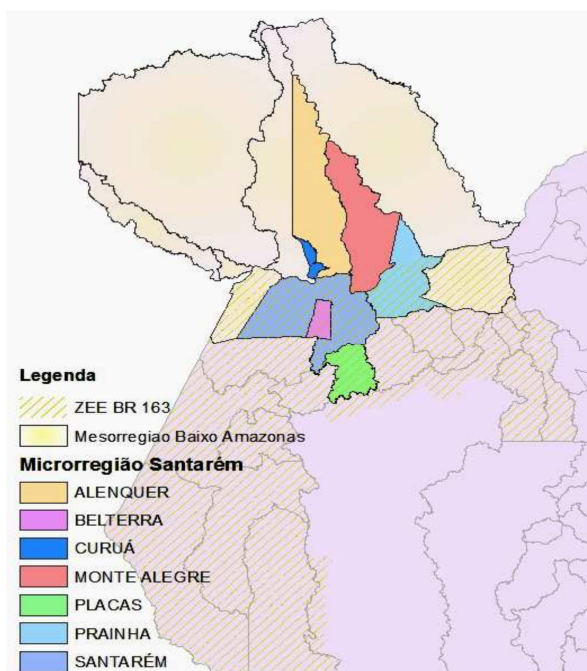 Legenda
ZEE BR 163
Mesorregiao Baixo Amazonas
Microrregião Santarém
ALENQUER
BELTERRA
CURUÁ
MONTE ALEGRE
PLACAS
PRAINHA
SANTARÉM